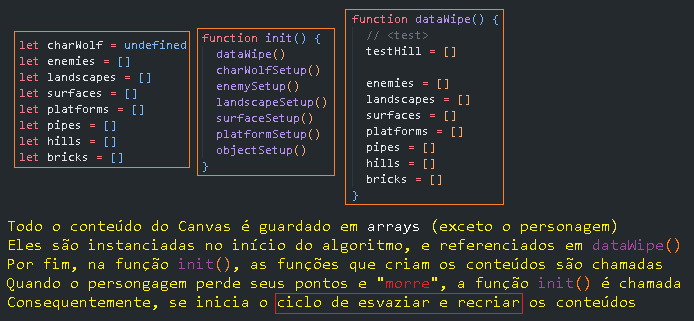 let charWolf = undefined
let enemies = []
let landscapes = []
let surfaces = []
let platforms = []
let pipes = []
let hills = []
let bricks = []
function init() {
dataWipe()
charWolfSetup()
enemySetup()
landscapeSetup()
surfaceSetup()
platformSetup()
objectSetup()
}
function dataWipe() {
// <test>
testHill = []
enemies = []
landscapes = []
surfaces = []
platforms = []
pipes = []
hills = []
bricks = []
}
Todo o conteúdo do Canvas é guardado em arrays (exceto o personagem)
Eles são instanciadas no início do algoritmo, e referenciados em dataWipe()
Por fim, na função init(), as funções que criam os conteúdos são chamadas
Quando o persongagem perde seus pontos e "morre", a função init() é chamada
Consequentemente, se inicia o ciclo de esvaziar e recriar os conteúdos